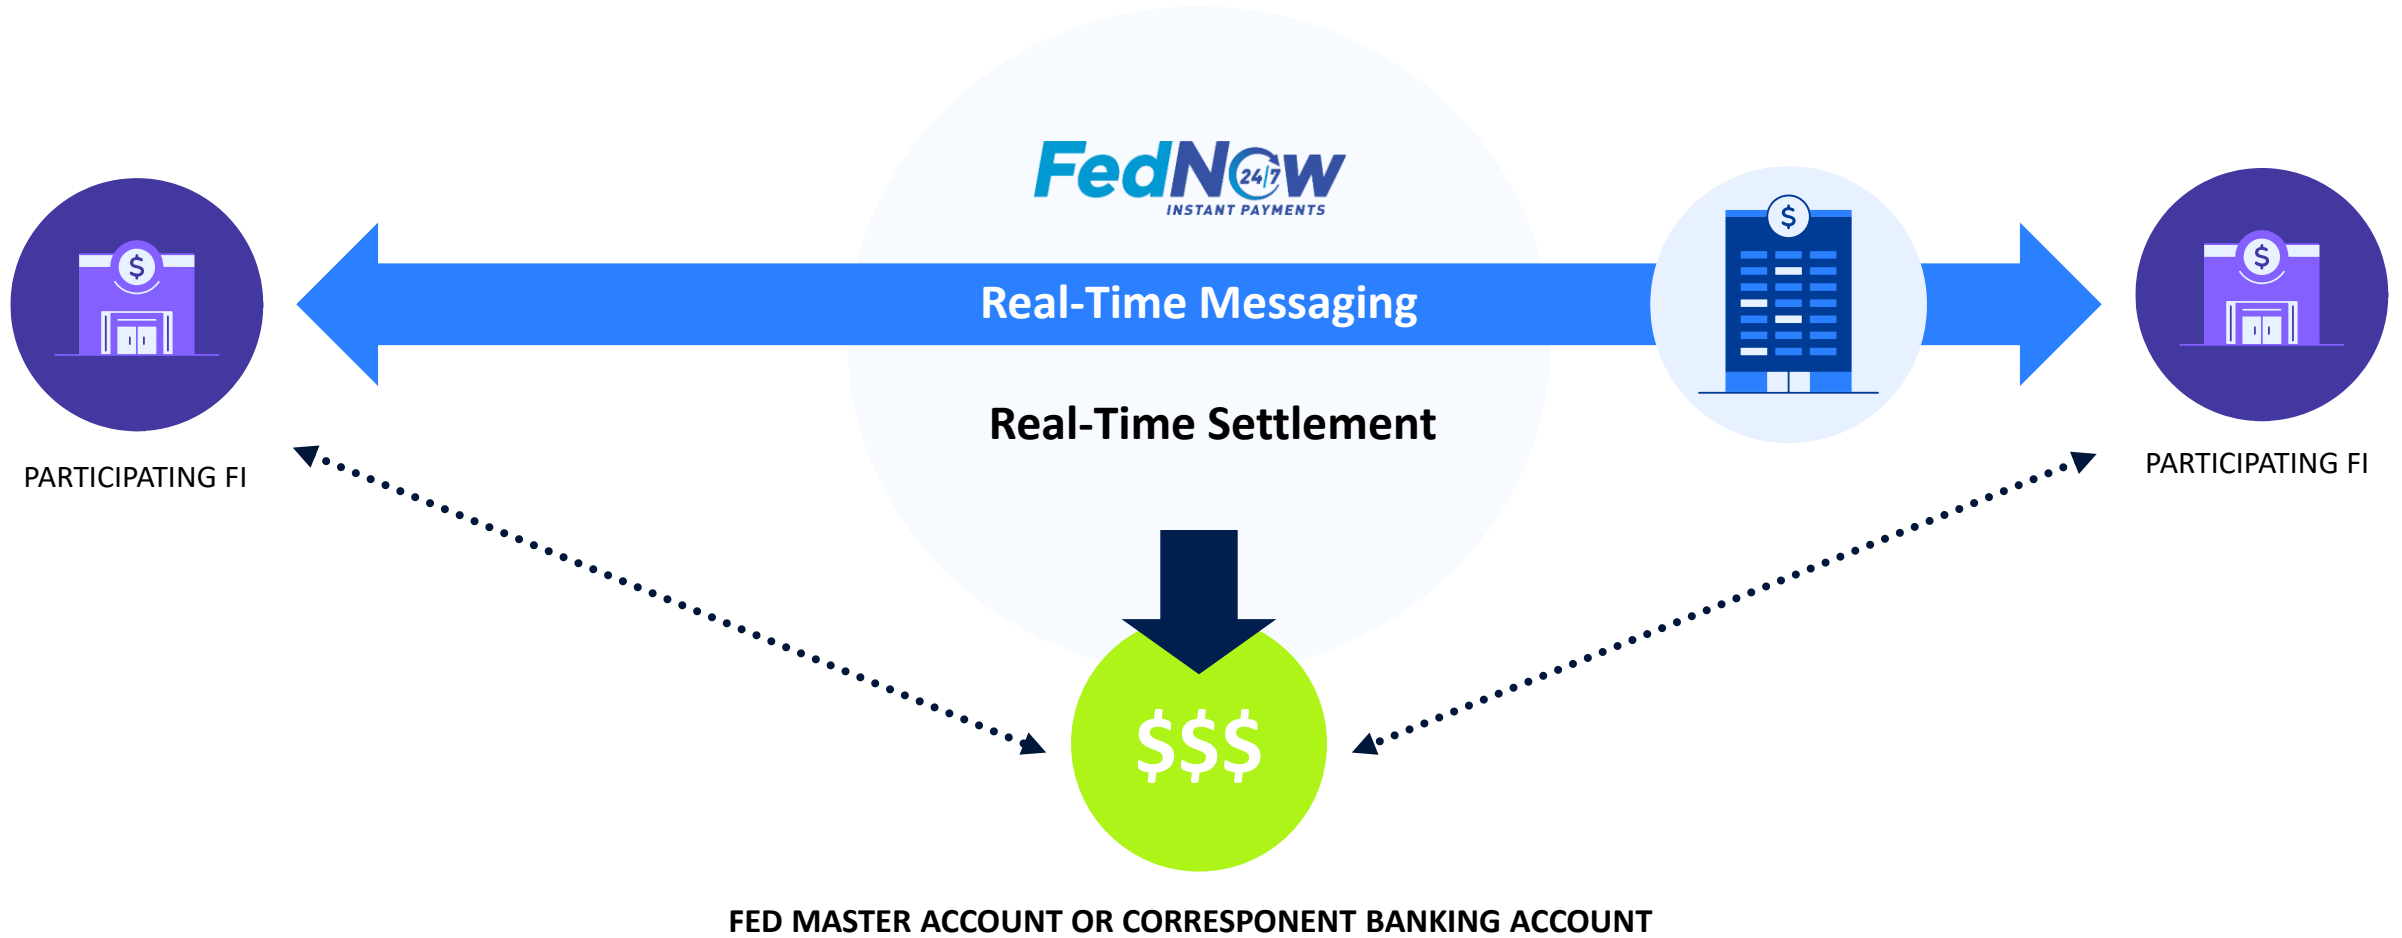 FedNow
24/7
INSTANT PAYMENTS
$
$
$
Real-Time Messaging
Real-Time Settlement
PARTICIPATING FI
PARTICIPATING FI
$$$
FED MASTER ACCOUNT OR CORRESPONENT BANKING ACCOUNT